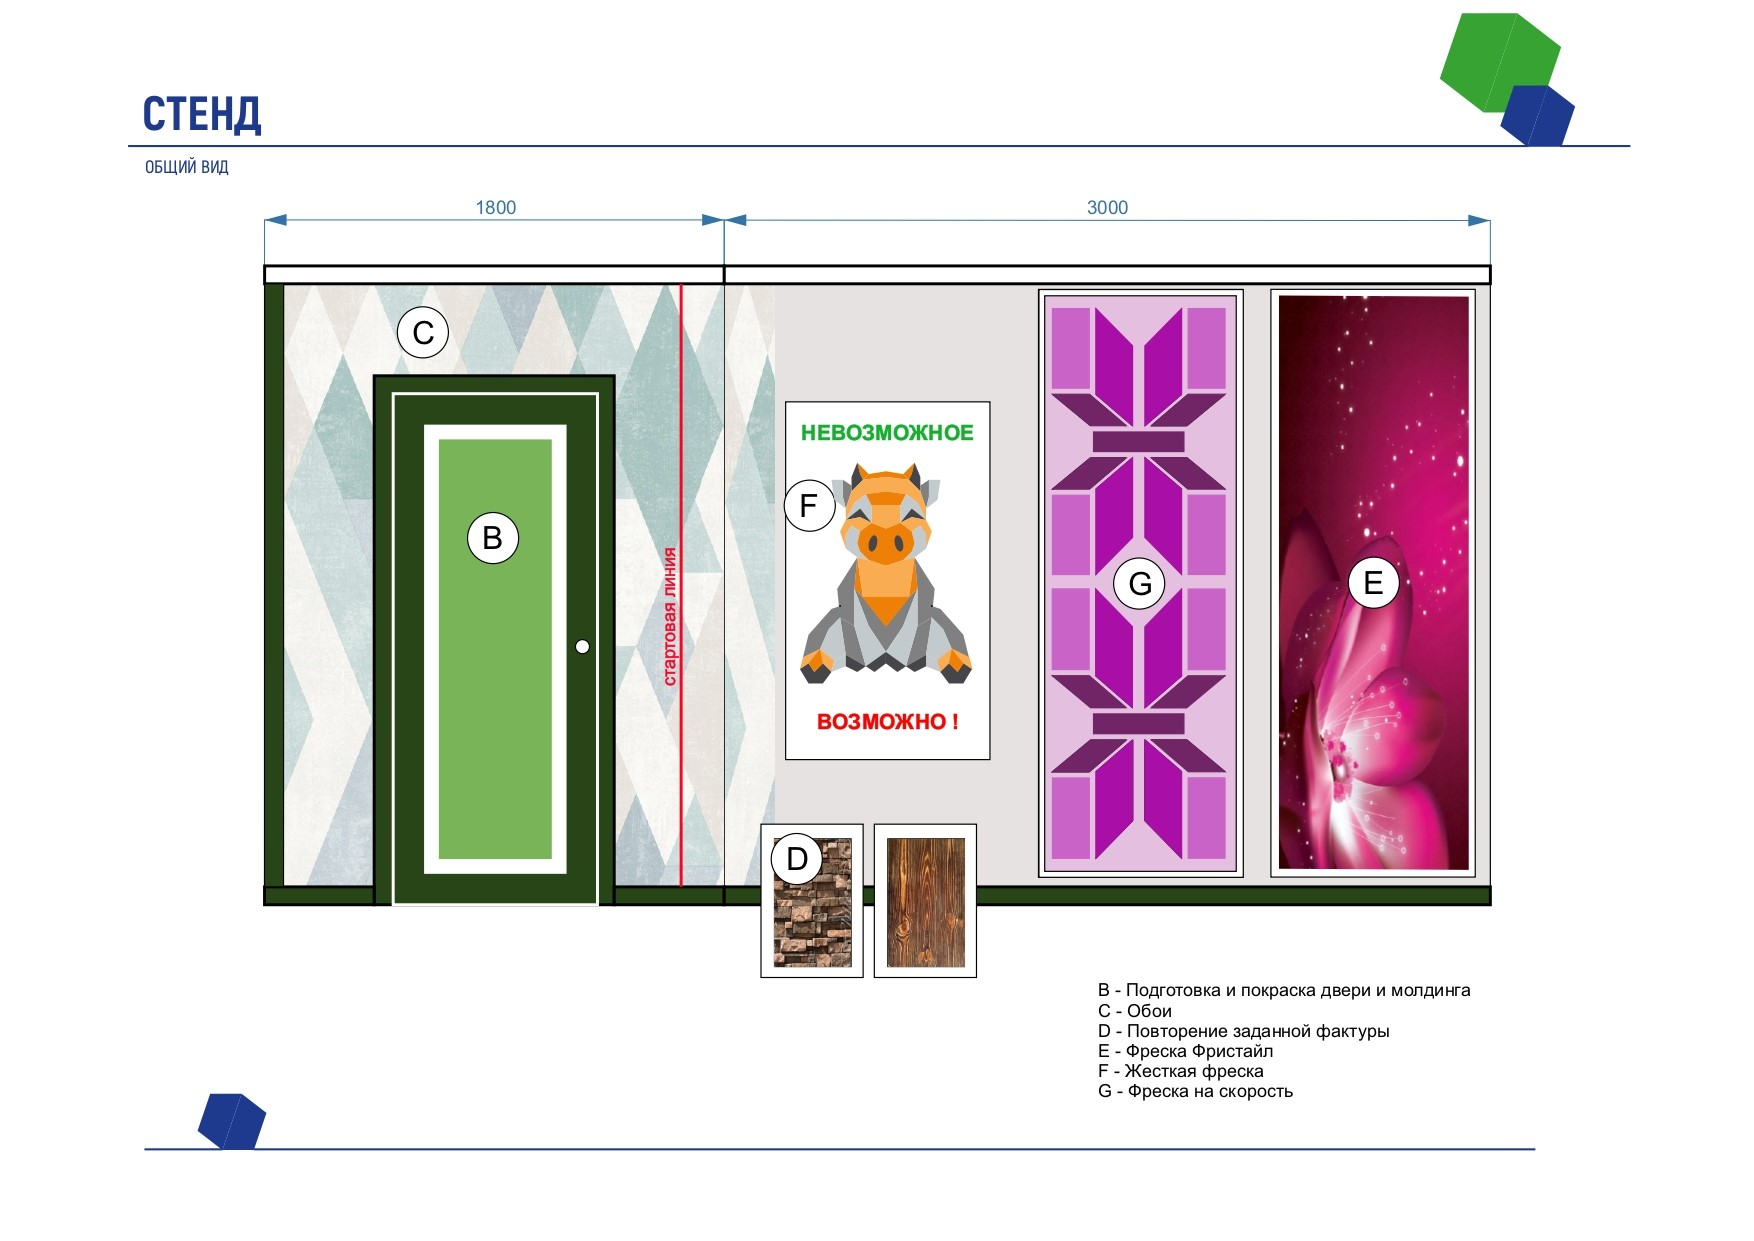 СТЕНД
ОБЩИЙ ВИД
1800
3000
C
B
стартовая линия
НЕВОЗМОЖНОЕ
F
ВОЗМОЖНО !
G
E
D
B - Подготовка и покраска двери и молдинга
C - Обои
D - Повторение заданной фактуры
E - Фреска Фристайл
F - Жесткая фреска
G - Фреска на скорость